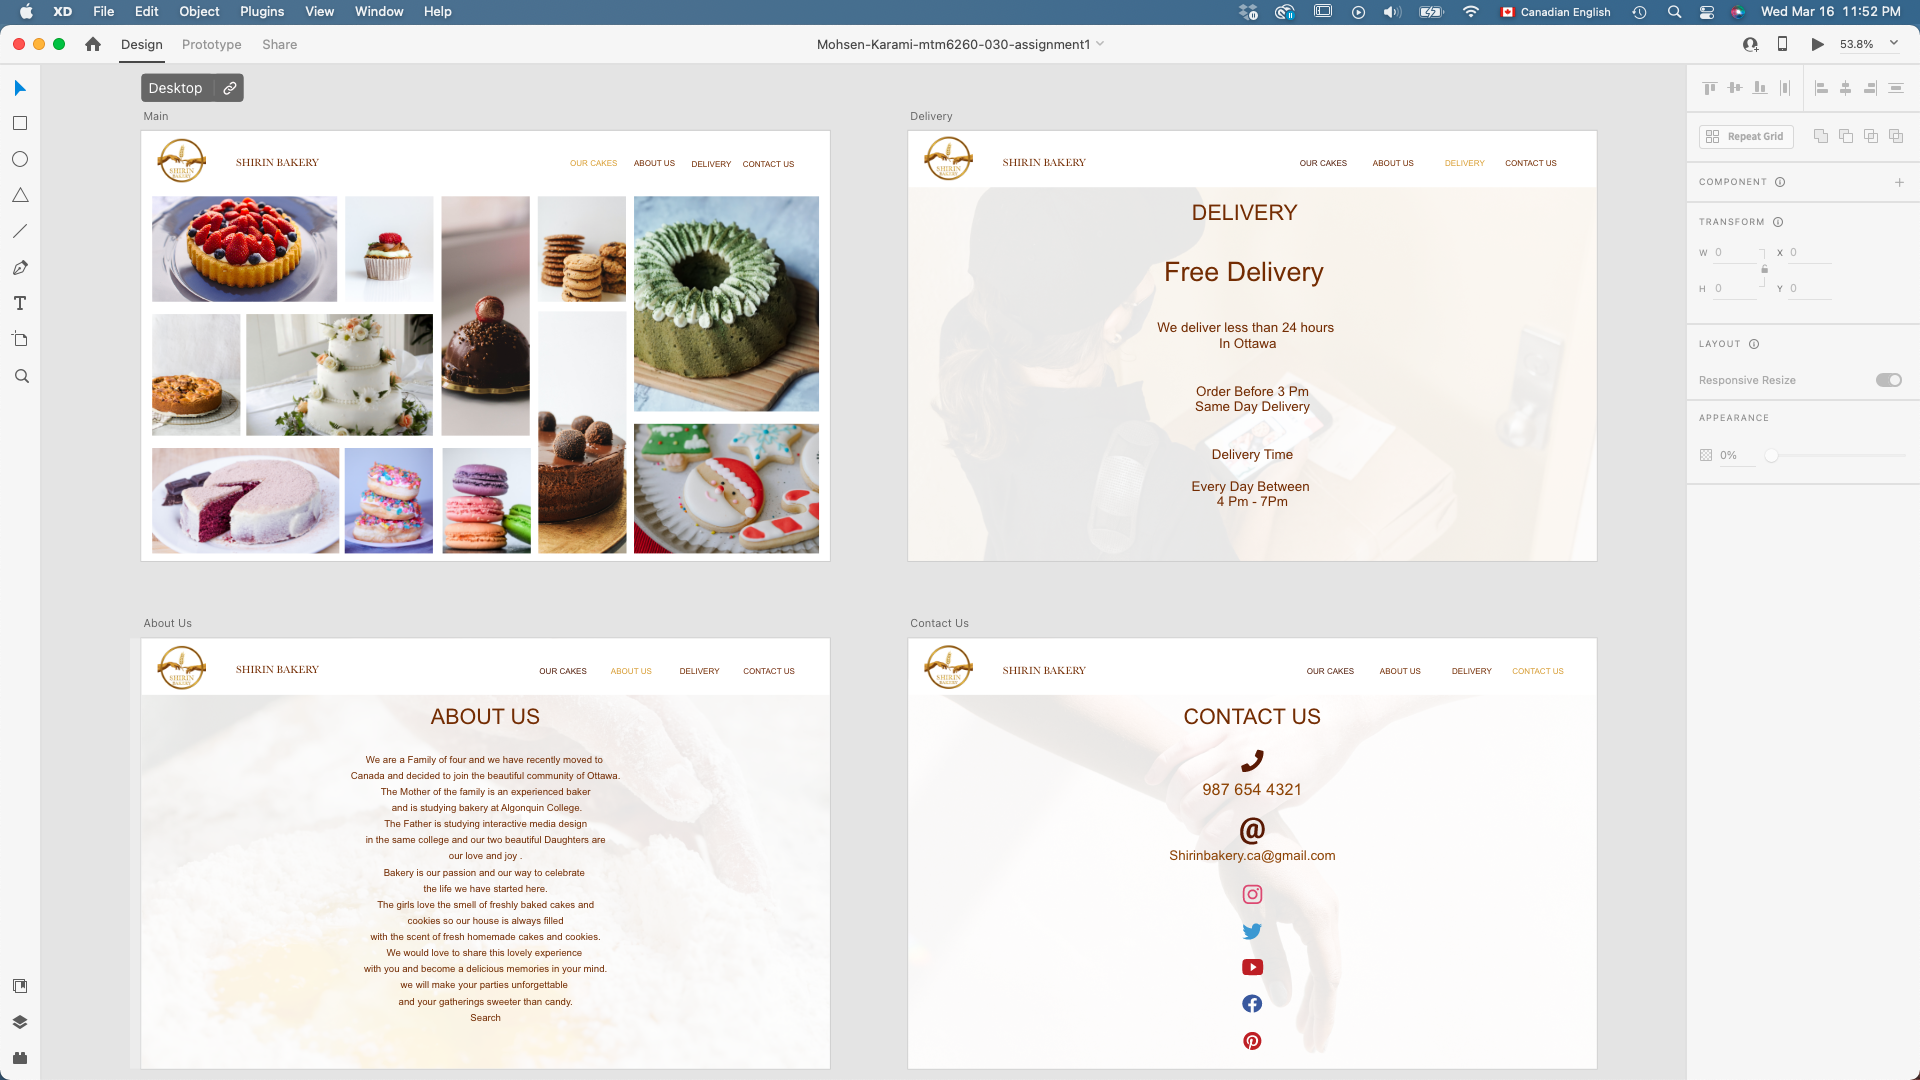 XD File Edit Object Plugins View Window Help
Canadian English
Wed Mar 16 11:52 PM
Design Prototype Share
Mohsen-Karami-mtm6260-030-assignment1
53.8%
Desktop
Main
SHIRIN
BAKERY
SHIRIN BAKERY
OUR CAKES ABOUT US DELIVERY CONTACT US
Delivery
SHIRIN
BAKERY
SHIRIN BAKERY
OUR CAKES ABOUT US DELIVERY CONTACT US
DELIVERY
Free Delivery
We deliver less than 24 hours
In Ottawa
Order Before 3 Pm
Same Day Delivery
Delivery Time
Every Day Between
4 Pm - 7Pm
About Us
SHIRIN
BAKERY
SHIRIN BAKERY
OUR CAKES ABOUT US DELIVERY CONTACT US
ABOUT US
We are a Family of four and we have recently moved to
Canada and decided to join the beautiful community of Ottawa.
The Mother of the family is an experienced baker
and is studying bakery at Algonquin College.
The Father is studying interactive media design
in the same college and our two beautiful Daughters are
our love and joy .
Bakery is our passion and our way to celebrate
the life we have started here.
The girls love the smell of freshly baked cakes and
cookies so our house is always filled
with the scent of fresh homemade cakes and cookies.
We would love to share this lovely experience
with you and become a delicious memories in your mind.
we will make your parties unforgettable
and your gatherings sweeter than candy.
Search
Contact Us
SHIRIN
BAKERY
SHIRIN BAKERY
OUR CAKES ABOUT US DELIVERY CONTACT US
CONTACT US
987 654 4321
@
Shirinbakery.ca@gmail.com
Repeat Grid
COMPONENT
TRANSFORM
W 0 X 0
H 0 Y 0
LAYOUT
Responsive Resize
APPEARANCE
0%